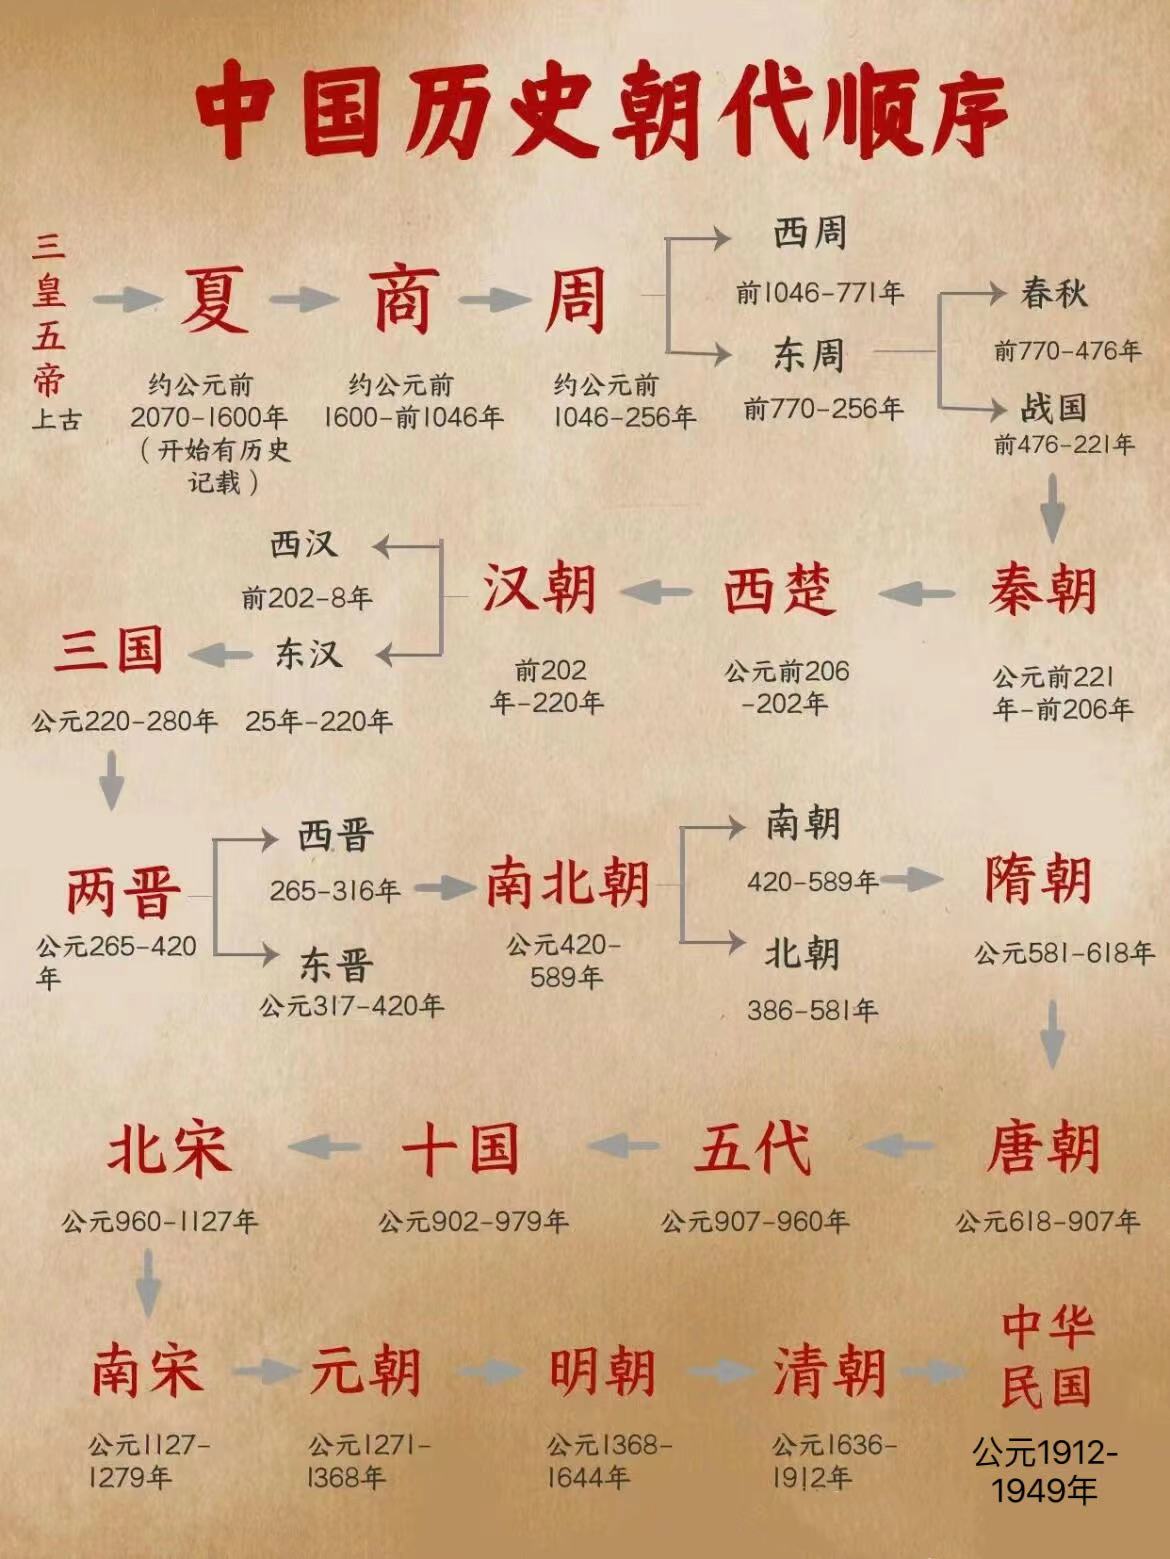 中国历史朝代顺序
三皇五帝
上古
夏
约公元前
2070-1600年
（开始有历史
记载）
商
约公元前
1600-前1046年
周
约公元前
1046-256年
西周
前1046-771年
东周
前770-256年
春秋
前770-476年
战国
前476-221年
秦朝
公元前221
年-前206年
西楚
公元前206
-202年
汉朝
前202
年-220年
西汉
前202-8年
东汉
25年-220年
三国
公元220-280年
两晋
公元265-420
年
西晋
265-316年
东晋
公元317-420年
南北朝
公元420-
589年
南朝
420-589年
北朝
386-581年
隋朝
公元581-618年
唐朝
公元618-907年
五代
公元907-960年
十国
公元902-979年
北宋
公元960-1127年
南宋
公元1127-
1279年
元朝
公元1271-
1368年
明朝
公元1368-
1644年
清朝
公元1636-
1912年
中华
民国
公元1912-
1949年